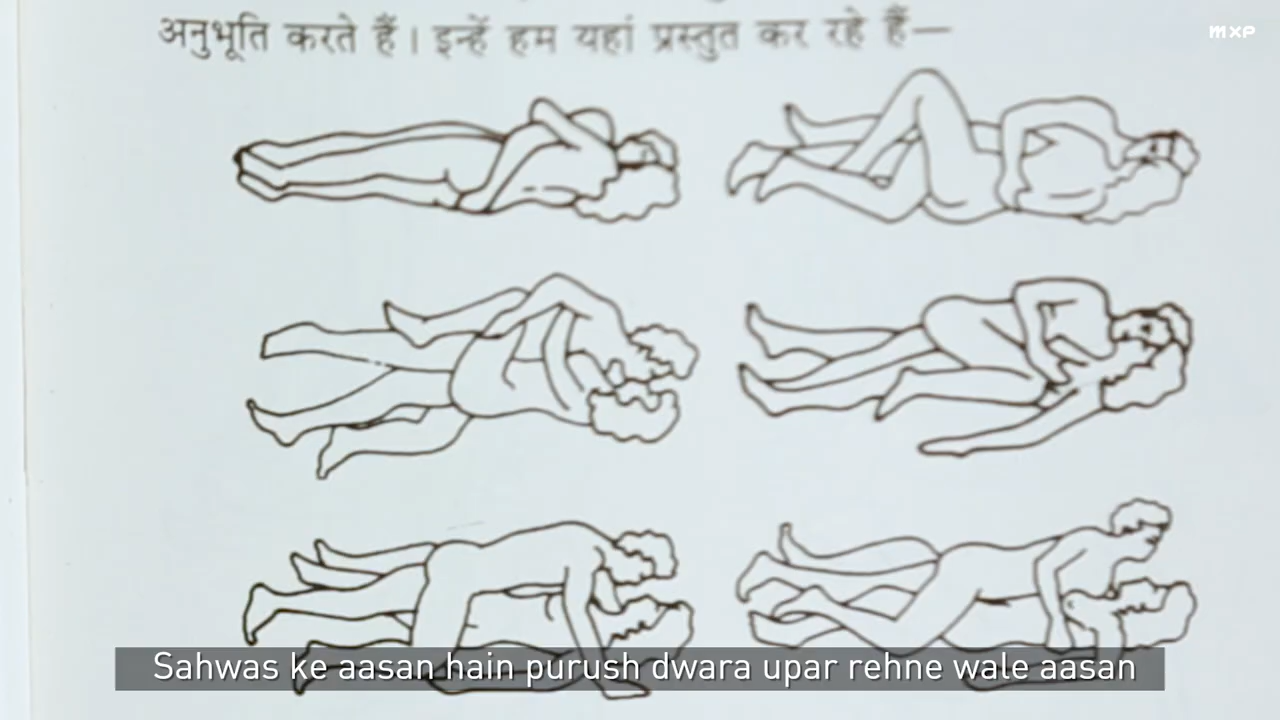 अनुभूति करते हैं। इन्हें हम यहां प्रस्तुत कर रहे हैं—
mxp
Sahwas ke aasan hain purush dwara upar rehne wale aasan